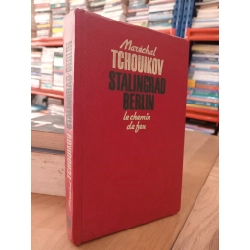 Maréchal
TCHOUIKOV
STALINGRAD
BERLIN
le chemin
de feu